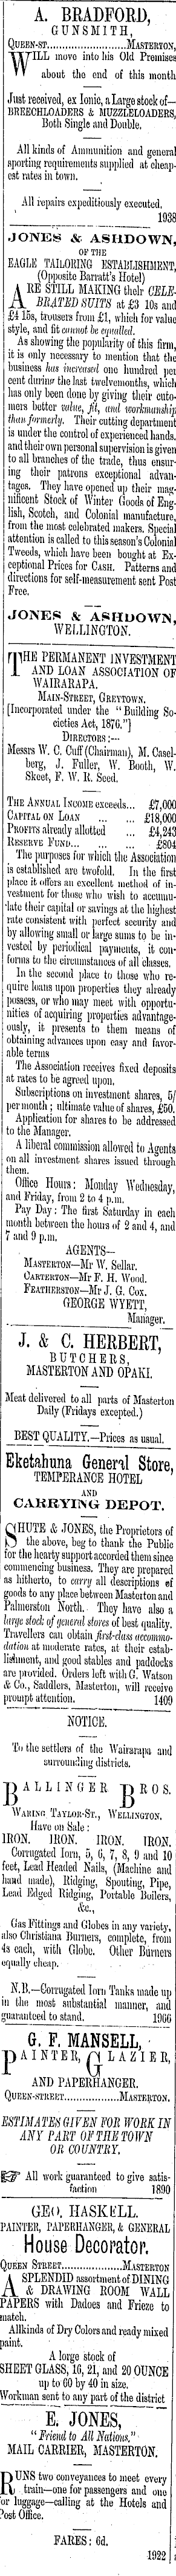 A. BRADFORD,
GUNSMITH,
QUEEN-ST. MASTERTON,
WILL move into his Old Premises
about the end of this month
Just received, ex Ionic, a Large stock of—
BREECHLOADERS & MUZZLELOADERS,
Both Single and Double.
All kinds of Ammunition and general
sporting requirements supplied at cheap-
est rates in town.
All repairs expeditiously executed,
1938
JONES & ASHDOWN,
OF THE
EAGLE TAILORING ESTABLISHMENT,
(Opposite Barratt's Hotel)
ARE STILL MAKING their CELE-
BRATED SUITS at £3 10s and
£4 15s, trousers from £1, which for value
style, and fit cannot be equalled.
As showing the popularity of this firm,
it is only necessary to mention that the
business has increased one hundred per
cent during the last twelvemonths, which
has only been done by giving their custo-
mers better value, fit, and workmanship
than formerly. Their cutting department
is under the control of experienced hands.
and their own personal supervision is given
to all branches of the trade, thus ensur-
ing their patrons exceptional advan-
tages. They have opened up their mag-
nificent Stock of Winter Goods of Eng-
lish, Scotch, and Colonial manufacture,
from the most celebrated makers. Special
attention is called to this season's Colonial
Tweeds, which have been bought at Ex-
ceptional Prices for CASH. Patterns and
directions for self-measurement sent Post
Free.
JONES & ASHDOWN,
WELLINGTON.
THE PERMANENT INVESTMENT
AND LOAN ASSOCIATION OF
WAIRARAPA.
MAIN-STREET, GREYTOWN.
[Incorporated under the "Building So-
cieties Act, 1876."]
DIRECTORS:—
Messrs W. C. Cuff (Chairman), M. Casel-
berg, J. Fuller, W. Booth, W.
Skeet, F. W. R. Seed.
THE ANNUAL INCOME exceeds... £7,000
CAPITAL ON LOAN ... ... £18,000
PROFITS already allotted ... £4,243
RESERVE FUND... ... ... £804
The purposes for which the Association
is established are twofold. In the first
place it offers an excellent method of in-
vestment for those who wish to accumu-
late their capital or savings at the highest
rate consistent with perfect security and
by allowing small or large sums to be in-
vested by periodical payments, it con-
forms to the circumstances of all classes.
In the second place to those who re-
quire loans upon properties they already
possess, or who may meet with opportu-
nities of acquiring properties advantage-
ously, it presents to them means of
obtaining advances upon easy and favor-
able terms
The Association receives fixed deposits
at rates to be agreed upon.
Subscriptions on investment shares, 5/
per month; ultimate value of shares, £50.
Application for shares to be addressed
to the Manager.
A liberal commission allowed to Agents
on all investment shares issued through
them.
Office Hours: Monday Wednesday,
and Friday, from 2 to 4 p.m.
Pay Day: The first Saturday in each
month between the hours of 2 and 4, and
7 and 9 p.m.
AGENTS—
MASTERTON—Mr W. Sellar.
CARTERTON—Mr F. H. Wood.
FEATHERSTON—Mr J. G. Cox.
GEORGE WYETT,
Manager.
J. & C. HERBERT,
BUTCHERS,
MASTERTON AND OPAKI.
Meat delivered to all parts of Masterton
Daily (Fridays excepted.)
BEST QUALITY.—Prices as usual.
Eketahuna General Store,
TEMPERANCE HOTEL
AND
CARRYING DEPOT.
SHUTE & JONES, the Proprietors of
the above, beg to thank the Public
for the hearty support accorded them since
commencing business. They are prepared
as hitherto, to carry all descriptions of
goods to any place between Masterton and
Palmerston North. They have also a
large stock of general stores of best quality.
Travellers can obtain first-class accommo-
dation at moderate rates, at their estab-
lishment, and good stables and paddocks
are provided. Orders left with G. Watson
& Co., Saddlers, Masterton, will receive
prompt attention. 1409
NOTICE.
To the settlers of the Wairarapa and
surrounding districts.
BALLINGER BROS.
WARING TAYLOR-ST., WELLINGTON.
Have on Sale:
IRON. IRON. IRON. IRON.
Corrugated Iorn, 5, 6, 7, 8, 9 and 10
feet, Lead Headed Nails, (Machine and
hand made), Ridging, Spouting, Pipe,
Lead Edged Ridging, Portable Boilers,
&c.,
Gas Fittings and Globes in any variety,
also Christiana Burners, complete, from
4s each, with Globe. Other Burners
equally cheap.
N.B.—Corrugated Iorn Tanks made up
in the most substantial manner, and
guaranteed to stand. 1966
G. F. MANSELL,
PAINTER, GLAZIER,
AND PAPERHANGER.
QUEEN-STREET..................MASTERTON.
ESTIMATES GIVEN FOR WORK IN
ANY PART OF THE TOWN
OR COUNTRY.
☞ All work guaranteed to give satis-
faction 1890
GEO. HASKELL.
PAINTER, PAPERHANGER, & GENERAL
House Decorator.
QUEEN STREET..................MASTERTON
A SPLENDID assortment of DINING
& DRAWING ROOM WALL
PAPERS with Dadoes and Frieze to
match.
Allkinds of Dry Colors and ready mixed
paint.
A large stock of
SHEET GLASS, 16, 21, and 20 OUNCE
up to 60 by 40 in size.
Workman sent to any part of the district
E. JONES,
"Friend to All Nations,"
MAIL CARRIER, MASTERTON.
RUNS two conveyances to meet every
train—one for passengers and one
for luggage—calling at the Hotels and
Post Office.
FARES: 6d.
1922